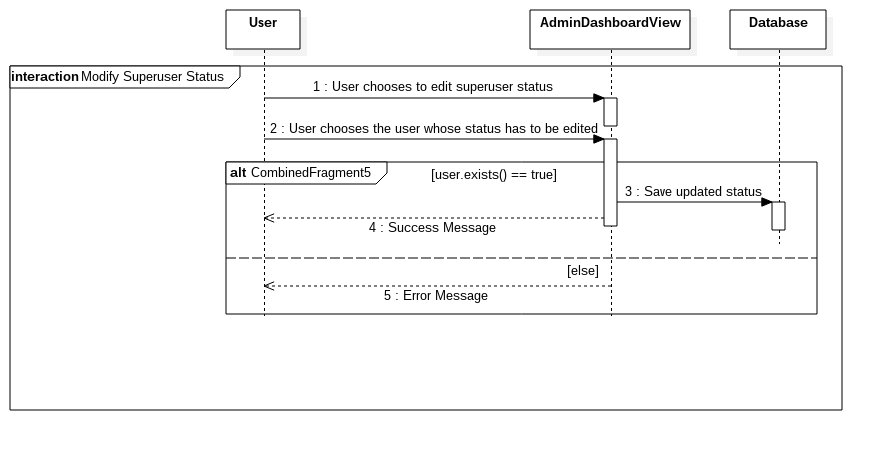 User
AdminDashboardView
Database
interaction Modify Superuser Status
1 : User chooses to edit superuser status
2 : User chooses the user whose status has to be edited
alt CombinedFragment5
[user.exists() == true]
3 : Save updated status
4 : Success Message
[else]
5 : Error Message